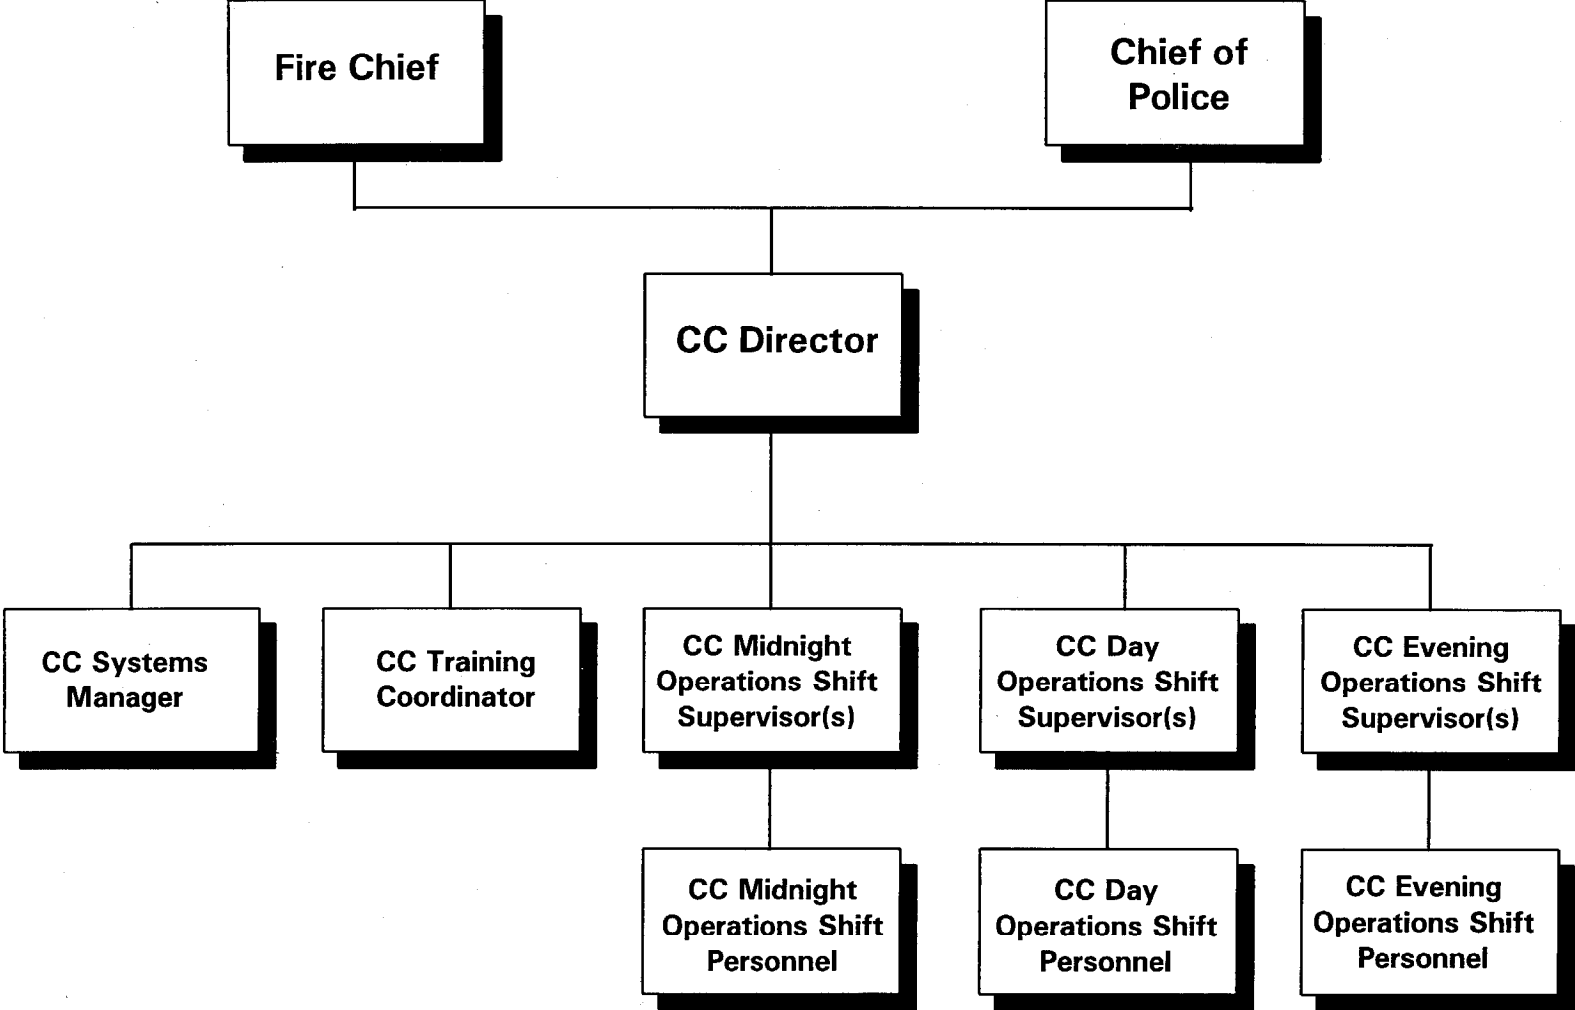 Fire Chief
Chief of
Police
CC Director
CC Systems
Manager
CC Training
Coordinator
CC Midnight
Operations Shift
Supervisor(s)
CC Day
Operations Shift
Supervisor(s)
CC Evening
Operations Shift
Supervisor(s)
CC Midnight
Operations Shift
Personnel
CC Day
Operations Shift
Personnel
CC Evening
Operations Shift
Personnel